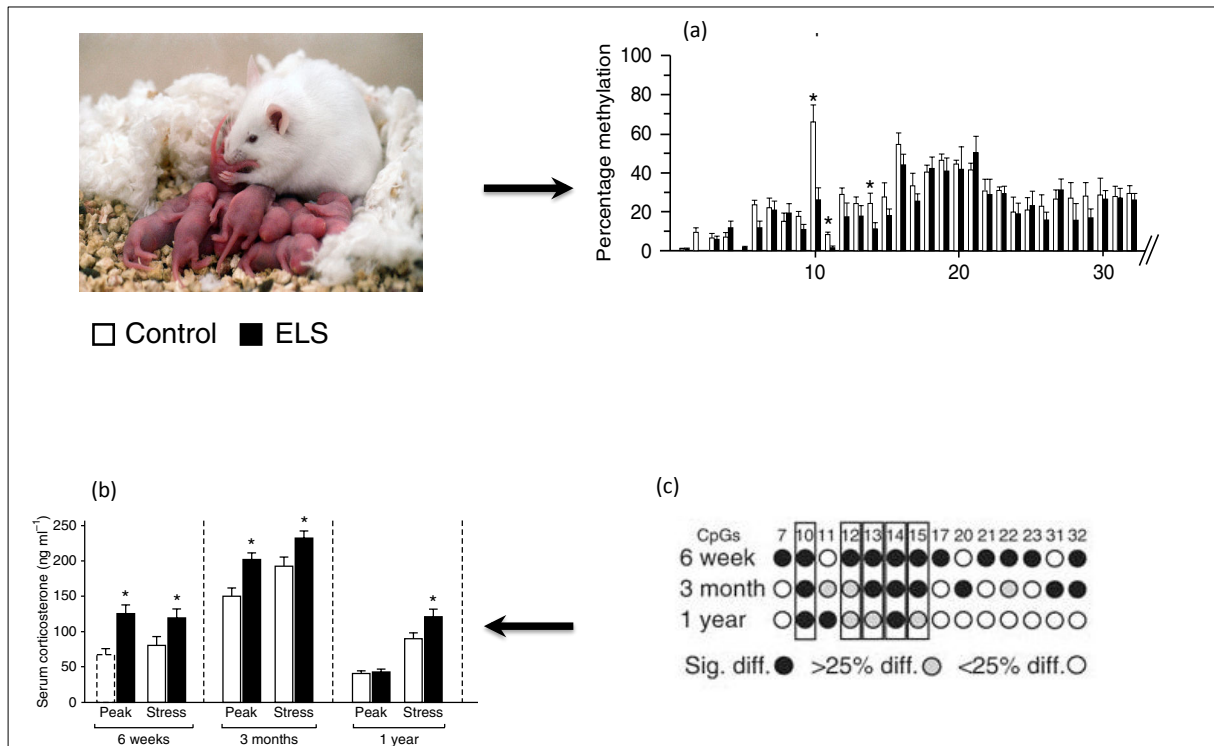 (a)
100
80
60
40
20
0
Percentage methylation
*
*
*
10
20
30
//
Control
ELS
(b)
250
200
150
100
50
0
Serum corticosterone (ng ml⁻¹)
*
*
*
*
*
Peak
Stress
Peak
Stress
Peak
Stress
6 weeks
3 months
1 year
(c)
CpGs 7 10 11 12 13 14 15 17 20 21 22 23 31 32
6 week
3 month
1 year
Sig. diff. >25% diff. <25% diff.